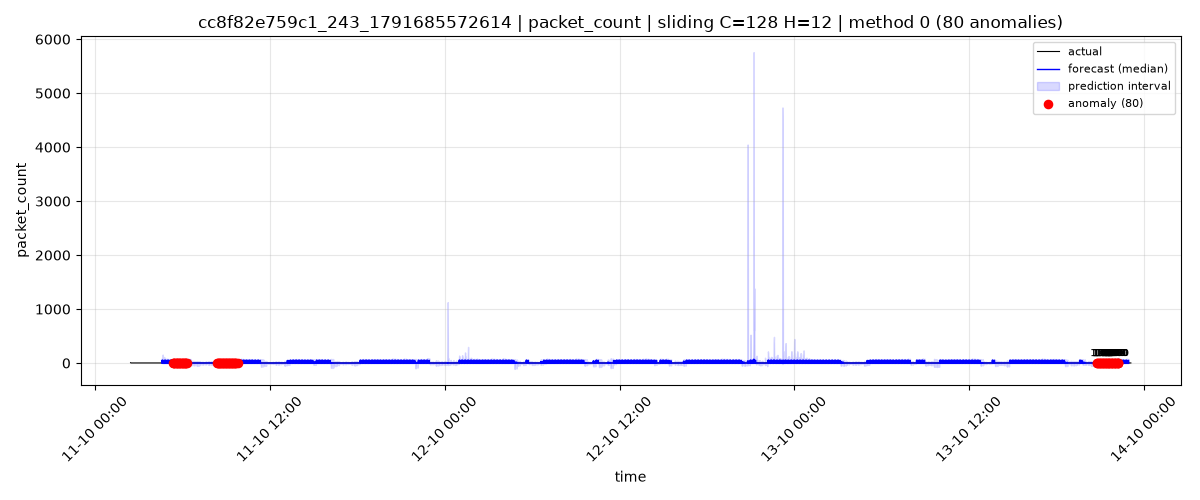 cc8f82e759c1_243_1791685572614 | packet_count | sliding C=128 H=12 | method 0 (80 anomalies)
packet_count
6000
5000
4000
3000
2000
1000
0
actual
forecast (median)
prediction interval
anomaly (80)
11-10 00:00
11-10 12:00
12-10 00:00
12-10 12:00
13-10 00:00
13-10 12:00
14-10 00:00
time